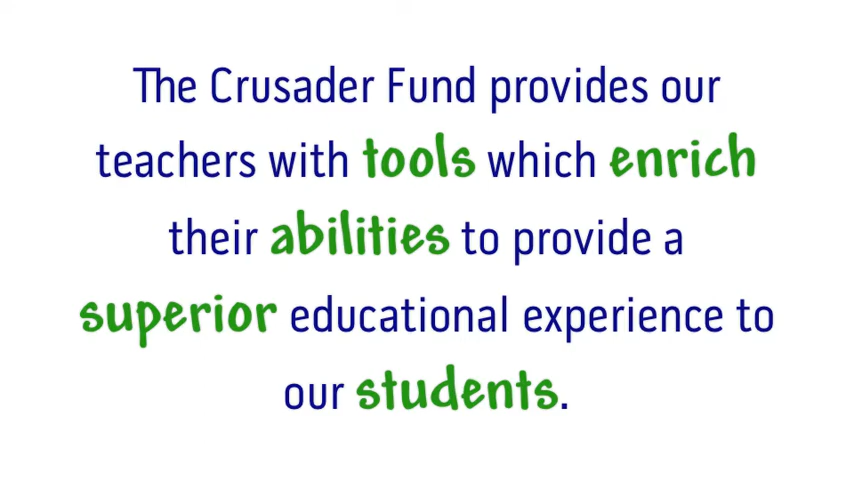 The Crusader Fund provides our
teachers with tools which enrich
their abilities to provide a
superior educational experience to
our students.